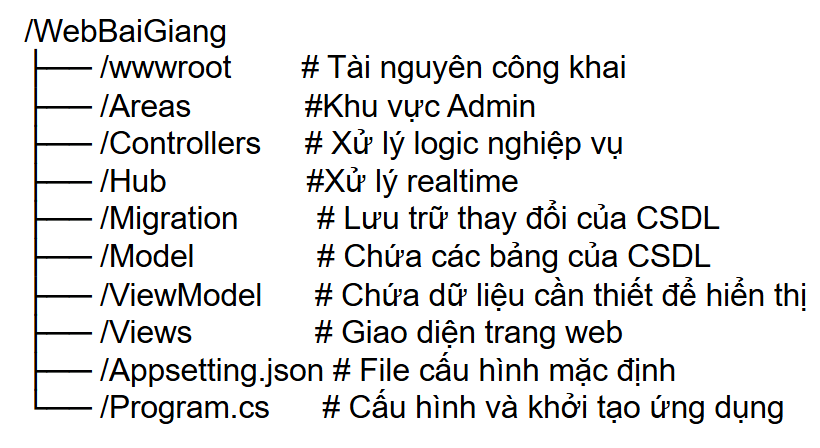 /WebBaiGiang
├── /wwwroot # Tài nguyên công khai
├── /Areas #Khu vực Admin
├── /Controllers # Xử lý logic nghiệp vụ
├── /Hub #Xử lý realtime
├── /Migration # Lưu trữ thay đổi của CSDL
├── /Model # Chứa các bảng của CSDL
├── /ViewModel # Chứa dữ liệu cần thiết để hiển thị
├── /Views # Giao diện trang web
├── /Appsetting.json # File cấu hình mặc định
└── /Program.cs # Cấu hình và khởi tạo ứng dụng